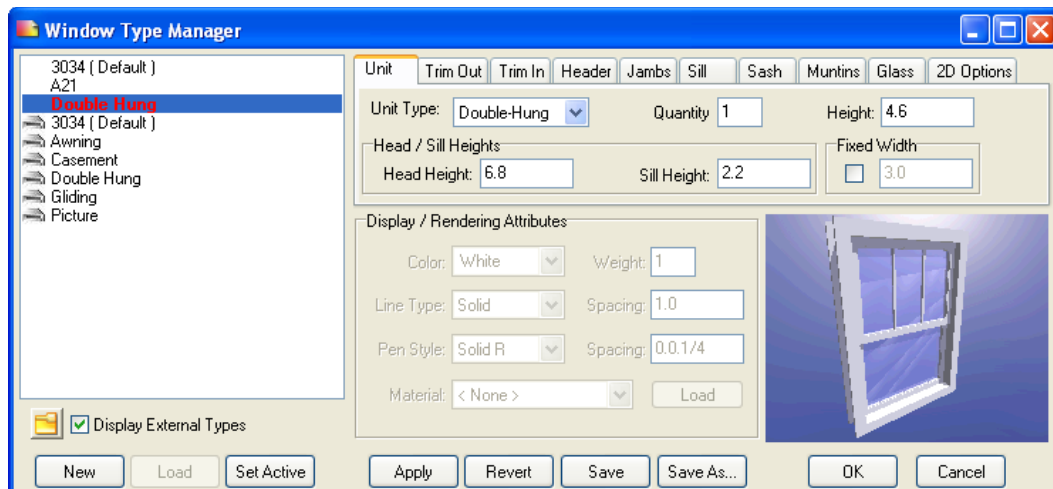 Window Type Manager
3034 ( Default )
A21
Double Hung
3034 ( Default )
Awning
Casement
Double Hung
Gliding
Picture
Display External Types
New Load Set Active
Unit Trim Out Trim In Header Jambs Sill Sash Muntins Glass 2D Options
Unit Type: Double-Hung Quantity 1 Height: 4.6
Head / Sill Heights Fixed Width
Head Height: 6.8 Sill Height: 2.2 3.0
Display / Rendering Attributes
Color: White Weight: 1
Line Type: Solid Spacing: 1.0
Pen Style: Solid R Spacing: 0.0.1/4
Material: < None > Load
Apply Revert Save Save As... OK Cancel